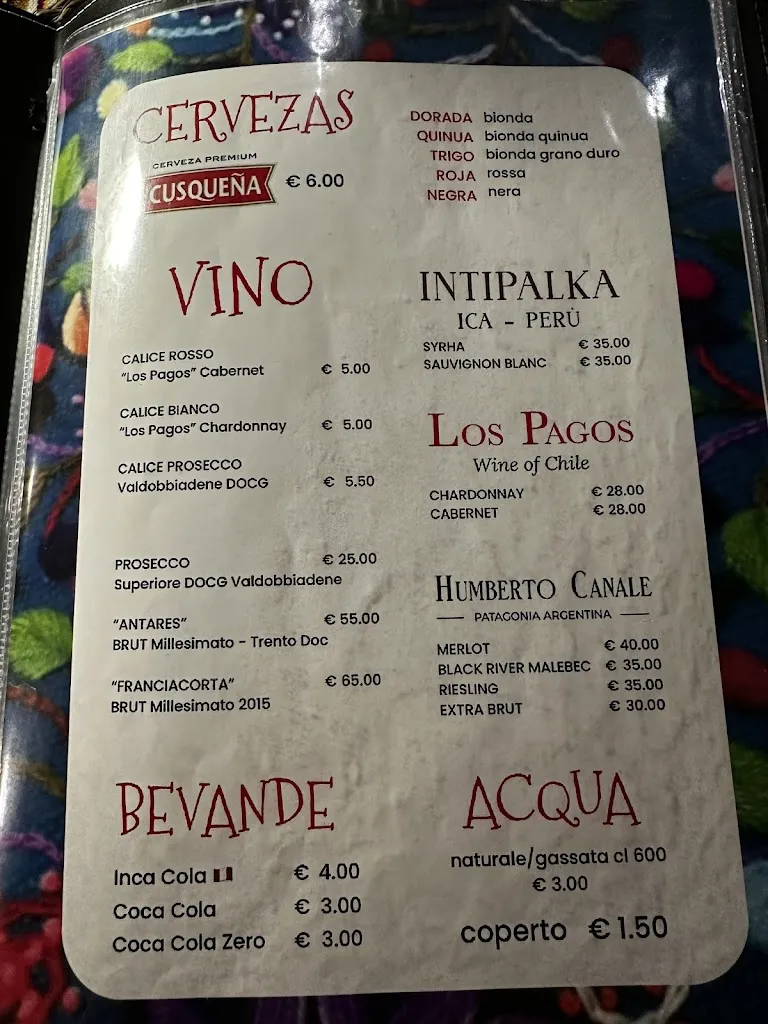 CERVEZAS
CERVEZA PREMIUM
CUSQUEÑA € 6.00
DORADA bionda
QUINUA bionda quinua
TRIGO bionda grano duro
ROJA rossa
NEGRA nera
VINO
CALICE ROSSO
"Los Pagos" Cabernet € 5.00
CALICE BIANCO
"Los Pagos" Chardonnay € 5.00
CALICE PROSECCO
Valdobbiadene DOCG € 5.50
PROSECCO € 25.00
Superiore DOCG Valdobbiadene
"ANTARES" € 55.00
BRUT Millesimato - Trento Doc
"FRANCIACORTA" € 65.00
BRUT Millesimato 2015
INTIPALKA
ICA - PERÙ
SYRHA € 35.00
SAUVIGNON BLANC € 35.00
LOS PAGOS
Wine of Chile
CHARDONNAY € 28.00
CABERNET € 28.00
HUMBERTO CANALE
PATAGONIA ARGENTINA
MERLOT € 40.00
BLACK RIVER MALEBEC € 35.00
RIESLING € 35.00
EXTRA BRUT € 30.00
BEVANDE
Inca Cola € 4.00
Coca Cola € 3.00
Coca Cola Zero € 3.00
ACQUA
naturale/gassata cl 600
€ 3.00
coperto € 1.50